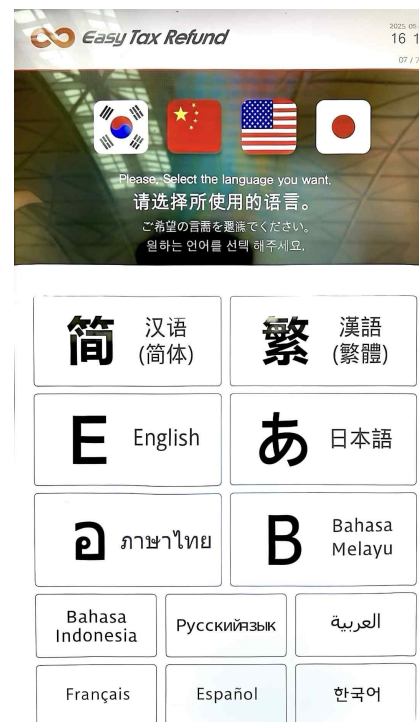 Easy Tax Refund
16 1
07 / 
Please, Select the language you want.
请选择所使用的语言。
ご希望の言語を選択でください。
원하는 언어를 선택 해주세요.
简 汉语
(简体)
繁 漢語
(繁體)
E English
あ 日本語
อ ภาษาไทย
B Bahasa
Melayu
Bahasa
Indonesia
Русскийязык
العربية
Français
Español
한국어